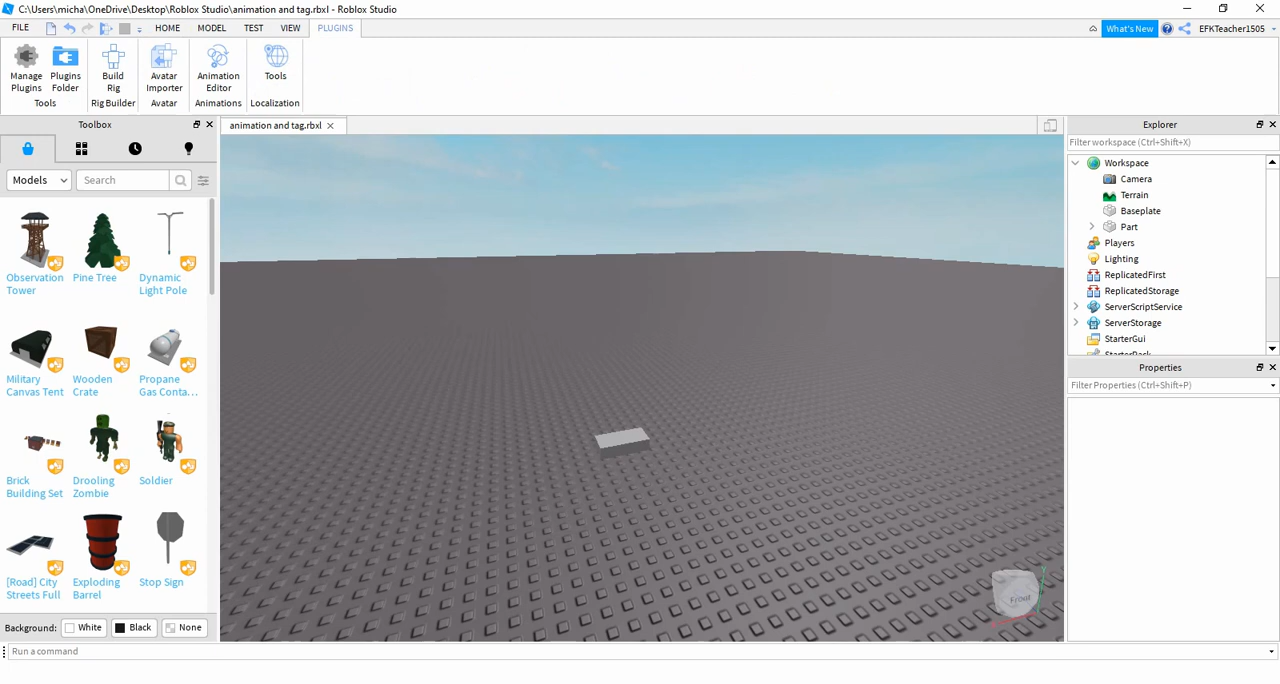 C:\Users\micha\OneDrive\Desktop\Roblox Studio\animation and tag.rbxl - Roblox Studio
FILE HOME MODEL TEST VIEW PLUGINS What's New EFKTeacher1505
Manage Plugins
Plugins Folder
Build Rig
Avatar Importer
Animation Editor
Tools
Tools Rig Builder Avatar Animations Localization
Toolbox
animation and tag.rbxl
Explorer
Filter workspace (Ctrl+Shift+X)
Models Search
Workspace
Camera
Terrain
Baseplate
Part
Players
Lighting
ReplicatedFirst
ReplicatedStorage
ServerScriptService
ServerStorage
StarterGui
StarterPack
Observation Tower
Pine Tree
Dynamic Light Pole
Military Canvas Tent
Wooden Crate
Propane Gas Conta...
Brick Building Set
Drooling Zombie
Soldier
[Road] City Streets Full
Exploding Barrel
Stop Sign
Properties
Filter Properties (Ctrl+Shift+P)
Front
Y
Background: White Black None
Run a command